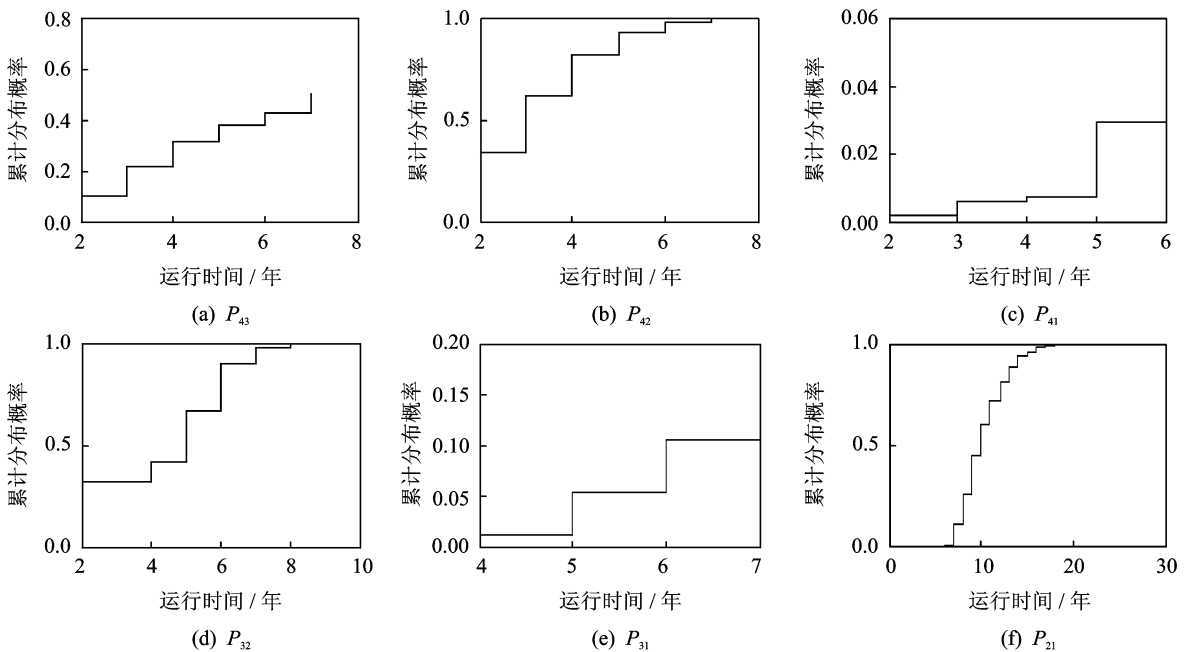 0.8
0.6
0.4
0.2
0.0
累计分布概率
2 4 6 8
运行时间 / 年
(a) P43
1.0
0.5
0.0
累计分布概率
2 4 6 8
运行时间 / 年
(b) P42
0.06
0.04
0.02
0.00
累计分布概率
2 3 4 5 6
运行时间 / 年
(c) P41
1.0
0.5
0.0
累计分布概率
2 4 6 8 10
运行时间 / 年
(d) P32
0.20
0.15
0.10
0.05
0.00
累计分布概率
4 5 6 7
运行时间 / 年
(e) P31
1.0
0.5
0.0
累计分布概率
0 10 20 30
运行时间 / 年
(f) P21